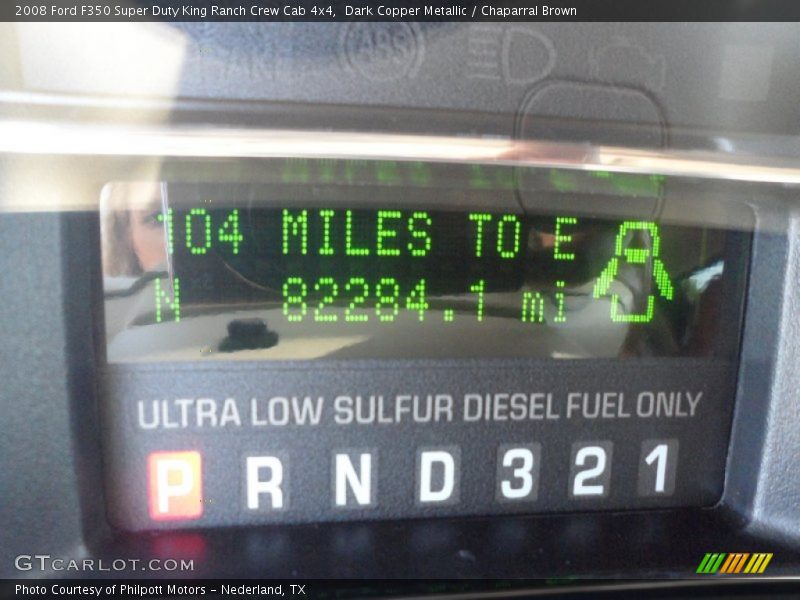 2008 Ford F350 Super Duty King Ranch Crew Cab 4x4,  Dark Copper Metallic / Chaparral Brown
104 MILES TO E
N 82284.1 mi
ULTRA LOW SULFUR DIESEL FUEL ONLY
P R N D 3 2 1
GTCARLOT.COM
Photo Courtesy of Philpott Motors – Nederland, TX